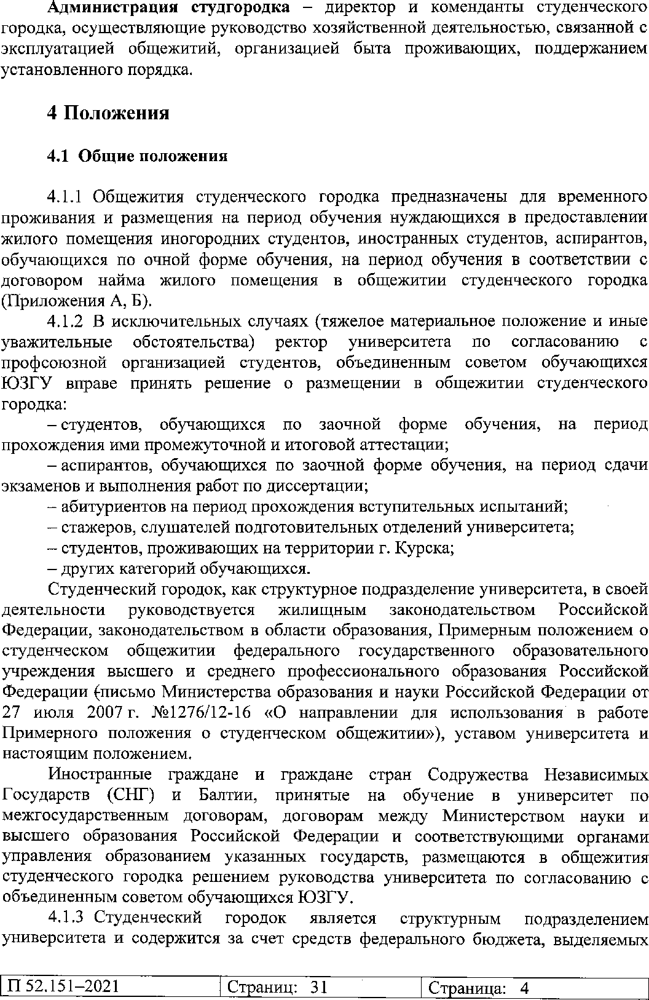 Администрация студгородка – директор и коменданты студенческого
городка, осуществляющие руководство хозяйственной деятельностью, связанной с
эксплуатацией общежитий, организацией быта проживающих, поддержанием
установленного порядка.
4 Положения
4.1 Общие положения
4.1.1 Общежития студенческого городка предназначены для временного
проживания и размещения на период обучения нуждающихся в предоставлении
жилого помещения иногородних студентов, иностранных студентов, аспирантов,
обучающихся по очной форме обучения, на период обучения в соответствии с
договором найма жилого помещения в общежитии студенческого городка
(Приложения А, Б).
4.1.2 В исключительных случаях (тяжелое материальное положение и иные
уважительные обстоятельства) ректор университета по согласованию с
профсоюзной организацией студентов, объединенным советом обучающихся
ЮЗГУ вправе принять решение о размещении в общежитии студенческого
городка:
– студентов, обучающихся по заочной форме обучения, на период
прохождения ими промежуточной и итоговой аттестации;
– аспирантов, обучающихся по заочной форме обучения, на период сдачи
экзаменов и выполнения работ по диссертации;
– абитуриентов на период прохождения вступительных испытаний;
– стажеров, слушателей подготовительных отделений университета;
– студентов, проживающих на территории г. Курска;
– других категорий обучающихся.
Студенческий городок, как структурное подразделение университета, в своей
деятельности руководствуется жилищным законодательством Российской
Федерации, законодательством в области образования, Примерным положением о
студенческом общежитии федерального государственного образовательного
учреждения высшего и среднего профессионального образования Российской
Федерации (письмо Министерства образования и науки Российской Федерации от
27 июля 2007 г. №1276/12-16 «О направлении для использования в работе
Примерного положения о студенческом общежитии»), уставом университета и
настоящим положением.
Иностранные граждане и граждане стран Содружества Независимых
Государств (СНГ) и Балтии, принятые на обучение в университет по
межгосударственным договорам, договорам между Министерством науки и
высшего образования Российской Федерации и соответствующими органами
управления образованием указанных государств, размещаются в общежития
студенческого городка решением руководства университета по согласованию с
объединенным советом обучающихся ЮЗГУ.
4.1.3 Студенческий городок является структурным подразделением
университета и содержится за счет средств федерального бюджета, выделяемых
П 52.151–2021 Страниц: 31 Страница: 4